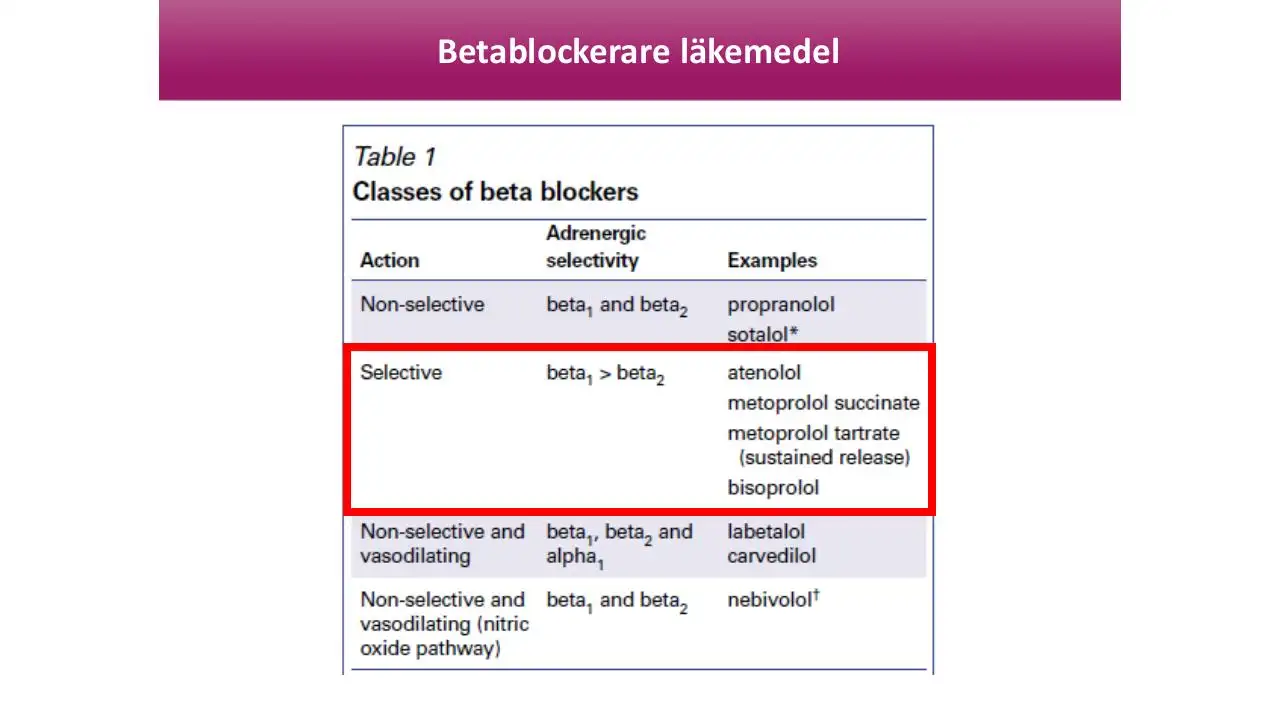 Betablockerare läkemedel
Table 1
Classes of beta blockers
Action Adrenergic selectivity Examples
Non-selective beta1 and beta2 propranolol
sotalol*
Selective beta1 > beta2 atenolol
metoprolol succinate
metoprolol tartrate
(sustained release)
bisoprolol
Non-selective and beta1, beta2 and labetalol
vasodilating alpha1 carvedilol
Non-selective and beta1 and beta2 nebivolol†
vasodilating (nitric
oxide pathway)